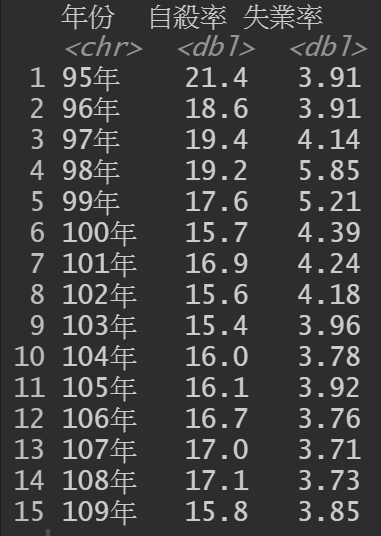 年份 自殺率 失業率
<chr> <dbl> <dbl>
1 95年 21.4 3.91
2 96年 18.6 3.91
3 97年 19.4 4.14
4 98年 19.2 5.85
5 99年 17.6 5.21
6 100年 15.7 4.39
7 101年 16.9 4.24
8 102年 15.6 4.18
9 103年 15.4 3.96
10 104年 16.0 3.78
11 105年 16.1 3.92
12 106年 16.7 3.76
13 107年 17.0 3.71
14 108年 17.1 3.73
15 109年 15.8 3.85